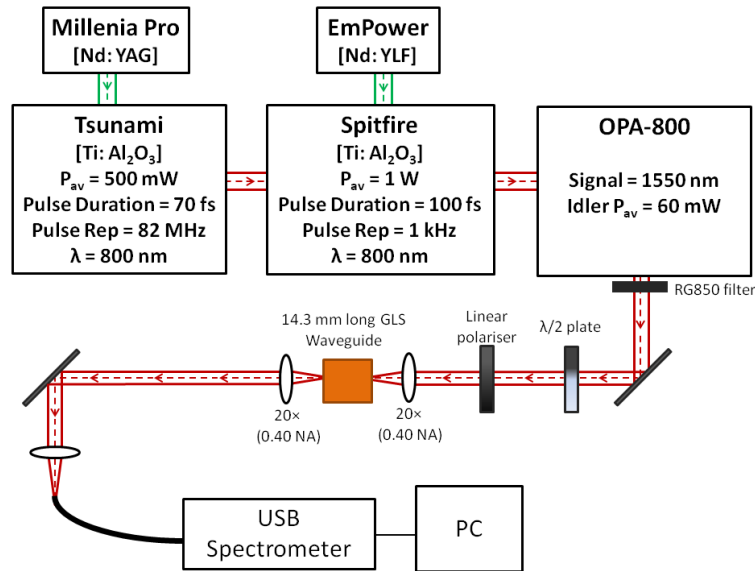 Millenia Pro
[Nd: YAG]
EmPower
[Nd: YLF]
Tsunami
[Ti: Al₂O₃]
Pₐᵥ = 500 mW
Pulse Duration = 70 fs
Pulse Rep = 82 MHz
λ = 800 nm
Spitfire
[Ti: Al₂O₃]
Pₐᵥ = 1 W
Pulse Duration = 100 fs
Pulse Rep = 1 kHz
λ = 800 nm
OPA-800
Signal = 1550 nm
Idler Pₐᵥ = 60 mW
RG850 filter
14.3 mm long GLS
Waveguide
Linear
polariser
λ/2 plate
20×
(0.40 NA)
20×
(0.40 NA)
USB
Spectrometer
PC